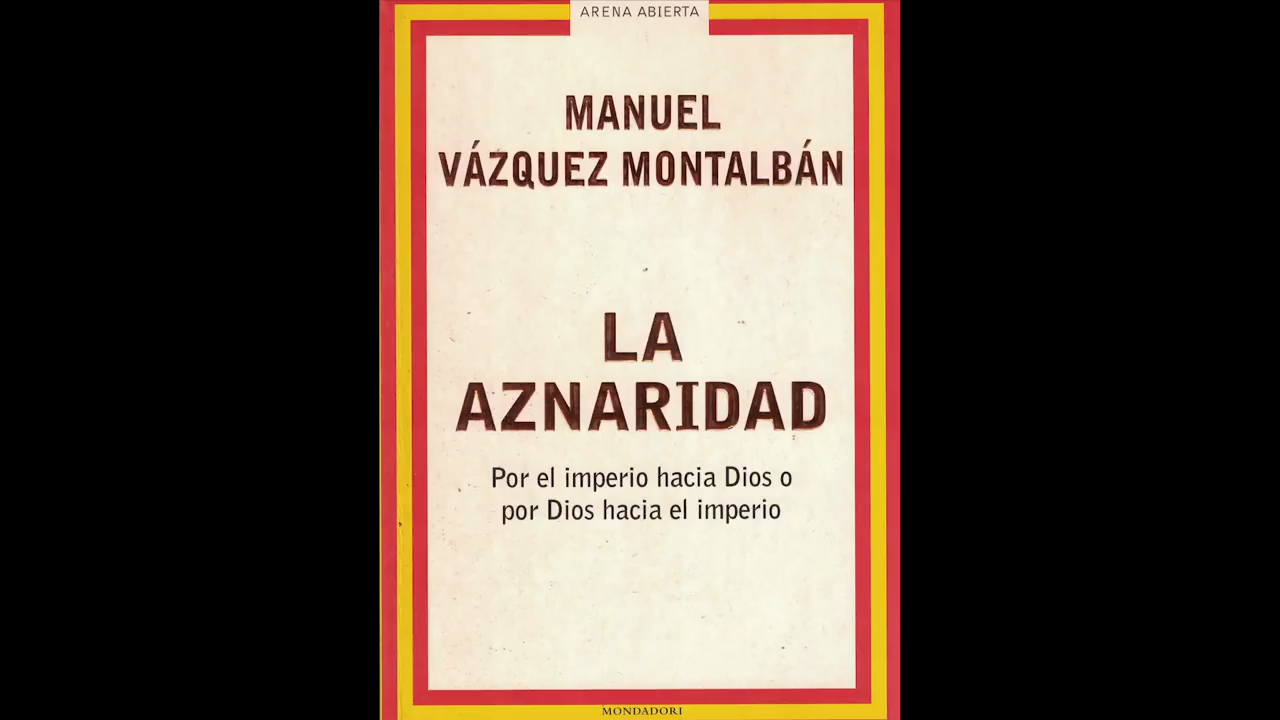 ARENA ABIERTA
MANUEL
VÁZQUEZ MONTALBÁN
LA
AZNARIDAD
Por el imperio hacia Dios o
por Dios hacia el imperio
MONDADORI